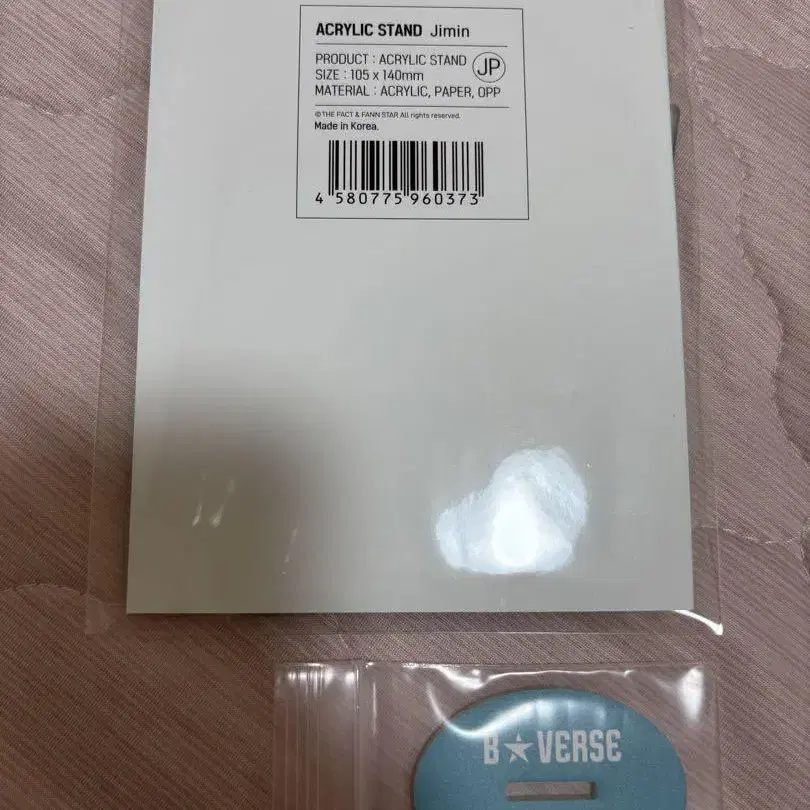 ACRYLIC STAND Jimin
PRODUCT : ACRYLIC STAND
JP
SIZE : 105 x 140mm
MATERIAL : ACRYLIC, PAPER, OPP
© THE FACT & FANN STAR All rights reserved.
Made in Korea.
4 580775 960373
B★VERSE